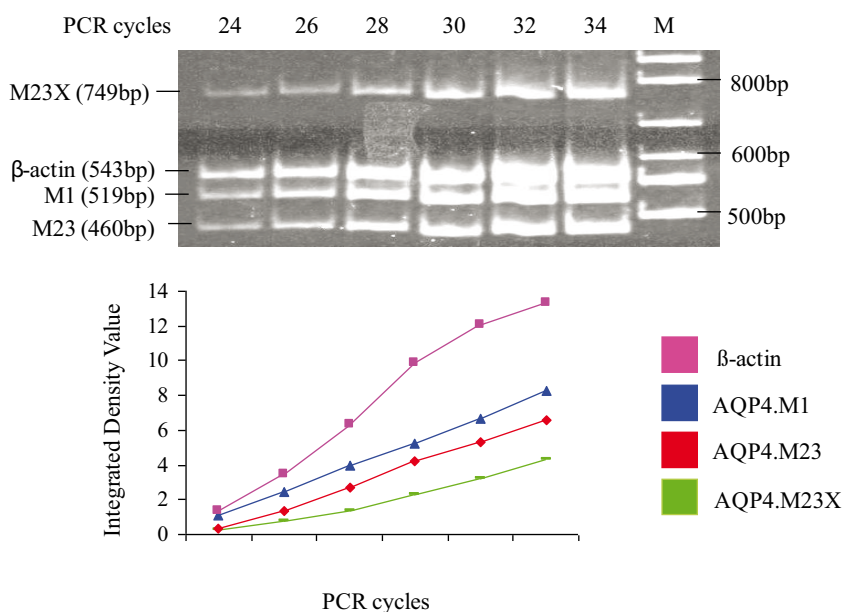 PCR cycles 24 26 28 30 32 34 M
M23X (749bp)
800bp
600bp
β-actin (543bp)
M1 (519bp)
M23 (460bp)
500bp
Integrated Density Value
14
12
10
8
6
4
2
0
PCR cycles
ß-actin
AQP4.M1
AQP4.M23
AQP4.M23X